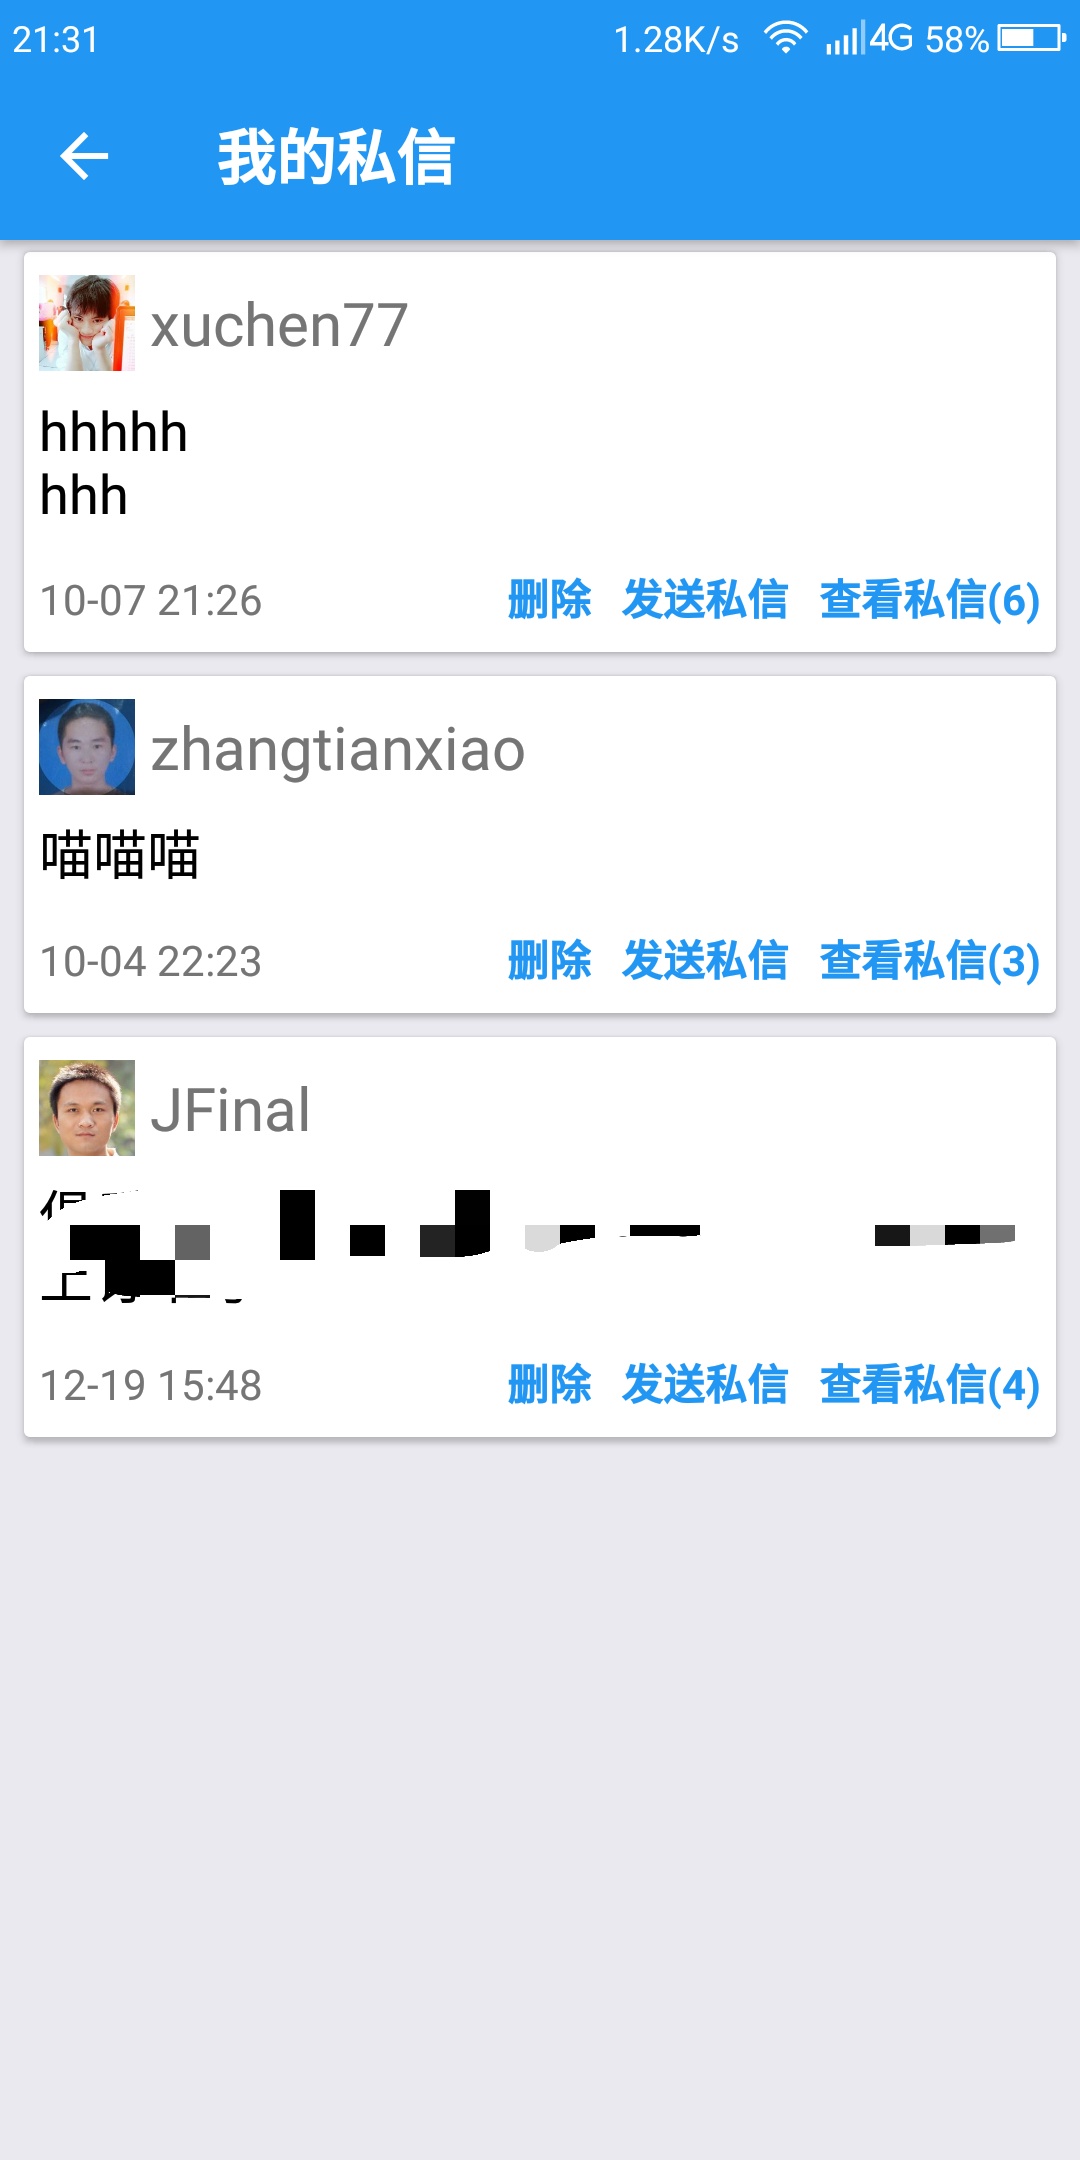 21:31 1.28K/s 4G 58%
我的私信
xuchen77
hhhhh
hhh
10-07 21:26 删除 发送私信 查看私信(6)
zhangtianxiao
喵喵喵
10-04 22:23 删除 发送私信 查看私信(3)
JFinal
12-19 15:48 删除 发送私信 查看私信(4)